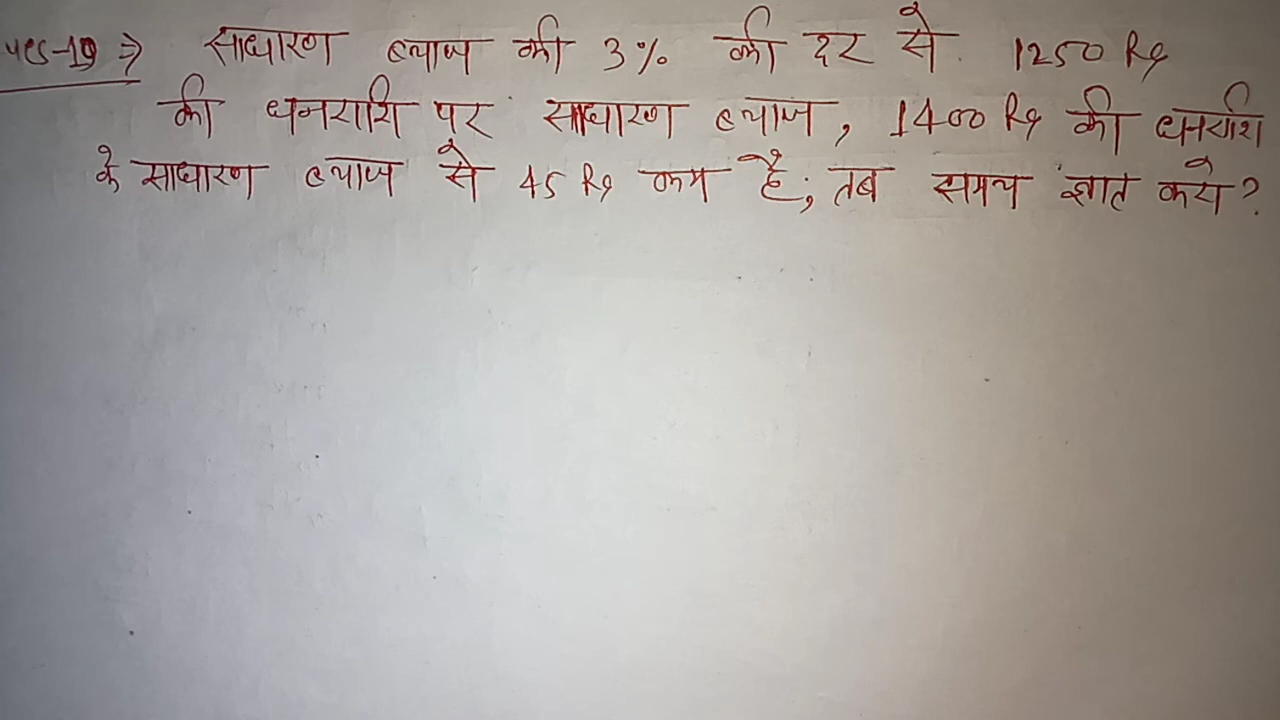 प्रश्न-19 ⇒ साधारण ब्याज की 3% की दर से 1250 Rs
की धनराशि पर साधारण ब्याज, 1400 Rs की धनराशि
के साधारण ब्याज से 45 Rs कम है; तब समय ज्ञात करो?